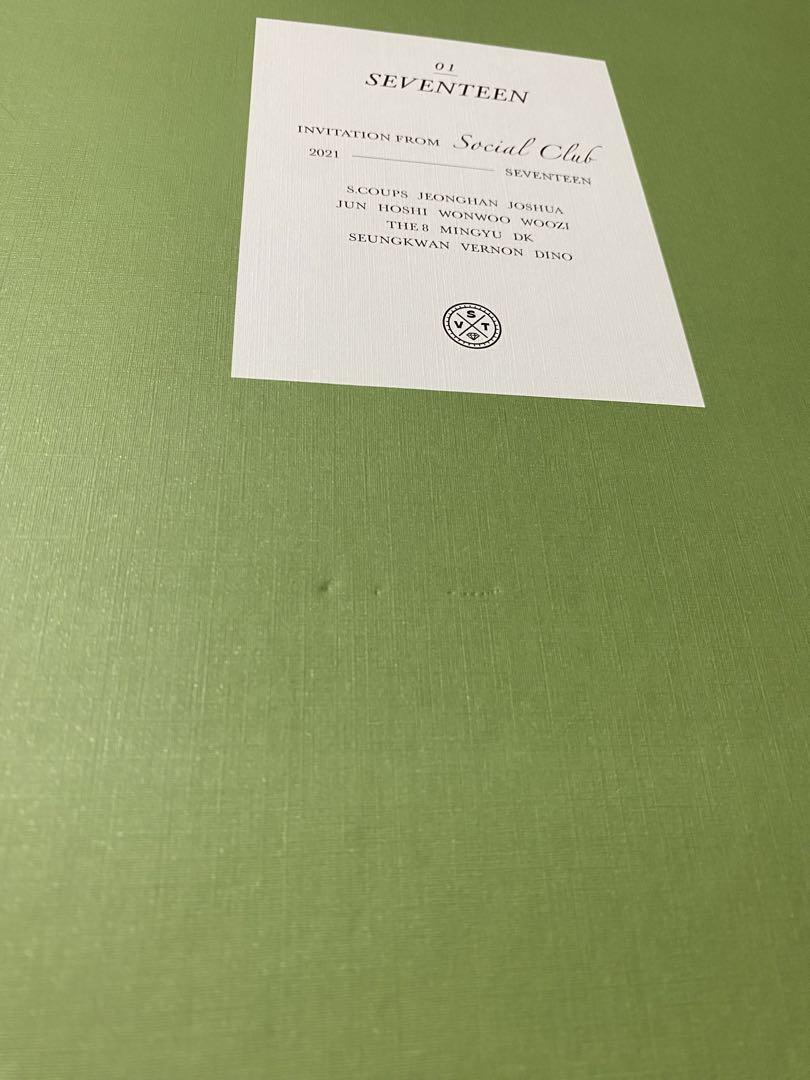 01
SEVENTEEN
INVITATION FROM Social Club
2021 SEVENTEEN
S.COUPS JEONGHAN JOSHUA
JUN HOSHI WONWOO WOOZI
THE 8 MINGYU DK
SEUNGKWAN VERNON DINO
S
V T